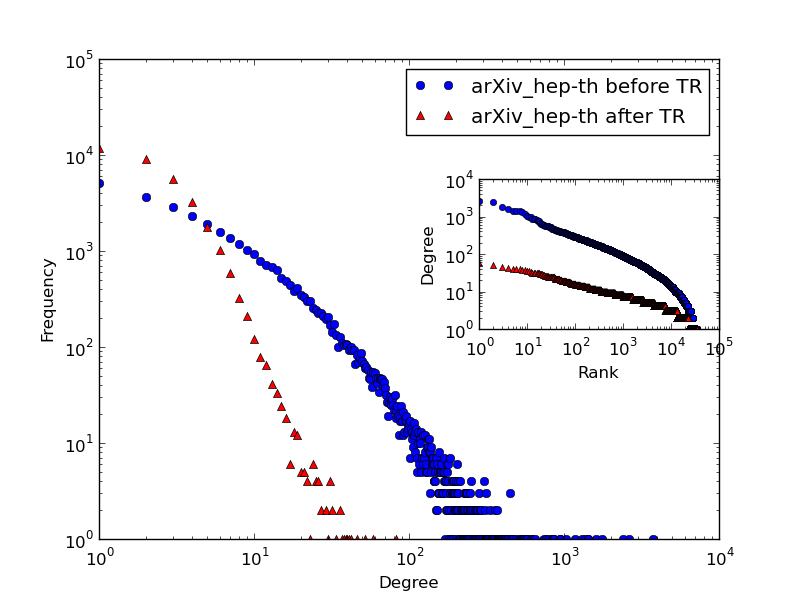 10^5
arXiv_hep-th before TR
arXiv_hep-th after TR
10^4
10^3
10^2
10^1
10^0
Frequency
10^0 10^1 10^2 10^3 10^4
Degree
10^4
10^3
10^2
10^1
10^0
Degree
10^0 10^1 10^2 10^3 10^4 10^5
Rank